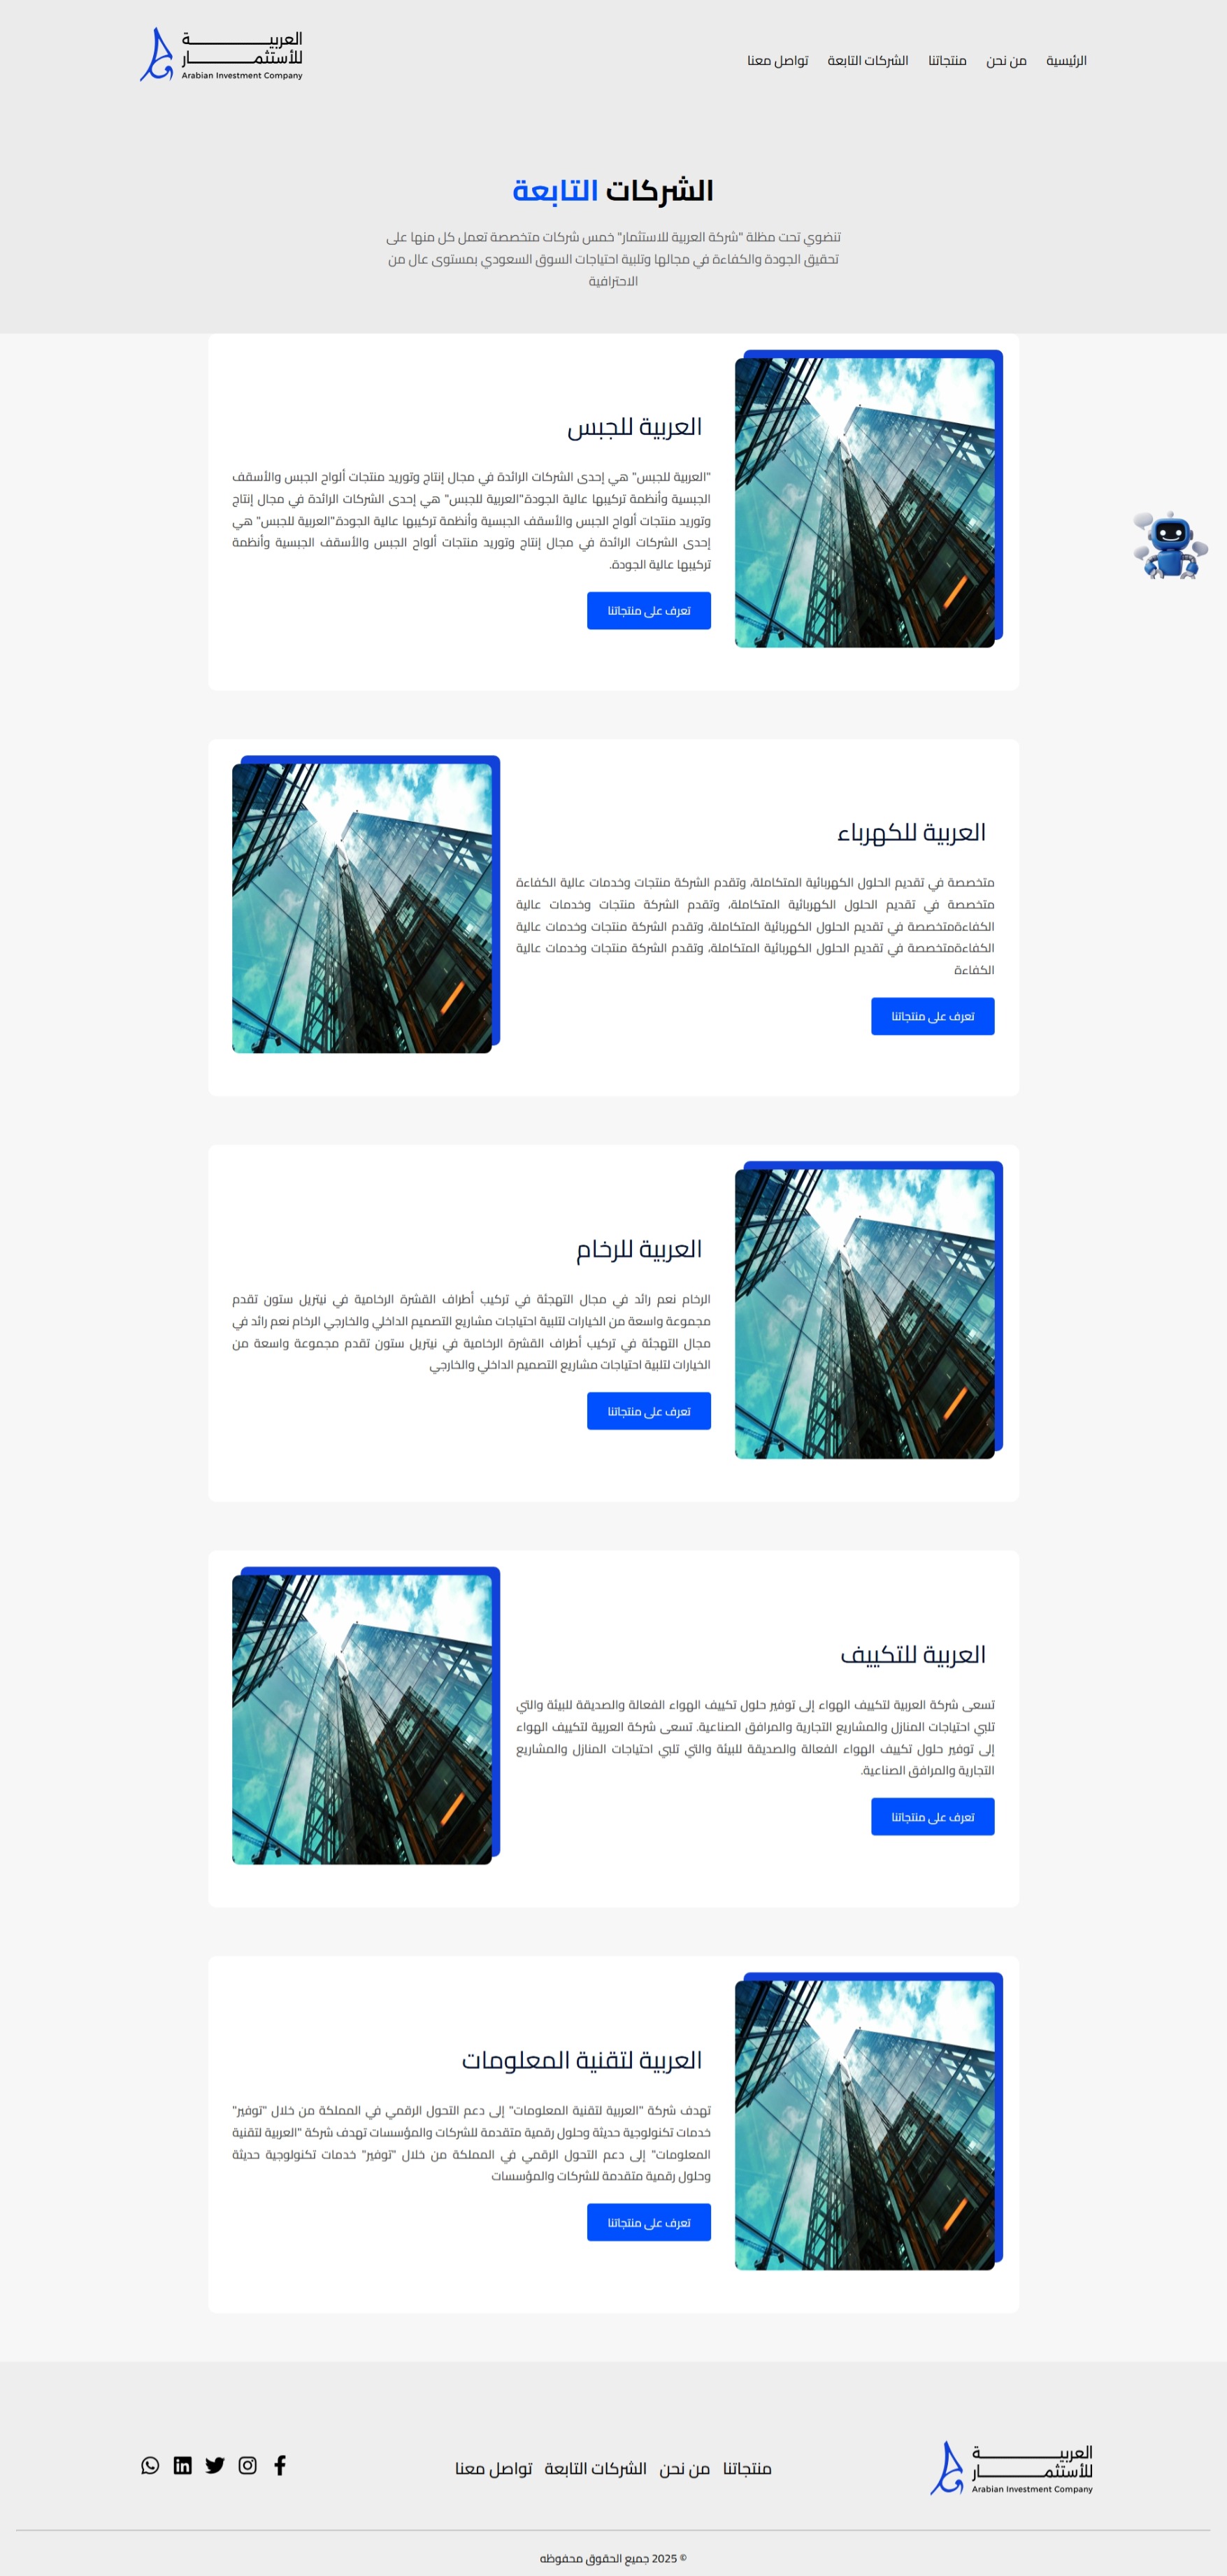 الرئيسية من نحن منتجاتنا الشركات التابعة تواصل معنا
العربية
للأستثمار
Arabian Investment Company
الشركات التابعة
تنضوي تحت مظلة "شركة العربية للاستثمار" خمس شركات متخصصة تعمل كل منها على
تحقيق الجودة والكفاءة في مجالها وتلبية احتياجات السوق السعودي بمستوى عال من
الاحترافية
العربية للجبس
"العربية للجبس" هي إحدى الشركات الرائدة في مجال إنتاج وتوريد منتجات ألواح الجبس والأسقف
الجبسية وأنظمة تركيبها عالية الجودة."العربية للجبس" هي إحدى الشركات الرائدة في مجال إنتاج
وتوريد منتجات ألواح الجبس والأسقف الجبسية وأنظمة تركيبها عالية الجودة."العربية للجبس" هي
إحدى الشركات الرائدة في مجال إنتاج وتوريد منتجات ألواح الجبس والأسقف الجبسية وأنظمة
تركيبها عالية الجودة.
تعرف على منتجاتنا
العربية للكهرباء
متخصصة في تقديم الحلول الكهربائية المتكاملة، وتقدم الشركة منتجات وخدمات عالية الكفاءة
متخصصة في تقديم الحلول الكهربائية المتكاملة، وتقدم الشركة منتجات وخدمات عالية
الكفاءةمتخصصة في تقديم الحلول الكهربائية المتكاملة، وتقدم الشركة منتجات وخدمات عالية
الكفاءةمتخصصة في تقديم الحلول الكهربائية المتكاملة، وتقدم الشركة منتجات وخدمات عالية
الكفاءة
تعرف على منتجاتنا
العربية للرخام
الرخام نعم رائد في مجال التهجئة في تركيب أطراف القشرة الرخامية في نيتريل ستون تقدم
مجموعة واسعة من الخيارات لتلبية احتياجات مشاريع التصميم الداخلي والخارجي الرخام نعم رائد في
مجال التهجئة في تركيب أطراف القشرة الرخامية في نيتريل ستون تقدم مجموعة واسعة من
الخيارات لتلبية احتياجات مشاريع التصميم الداخلي والخارجي
تعرف على منتجاتنا
العربية للتكييف
تسعى شركة العربية لتكييف الهواء إلى توفير حلول تكييف الهواء الفعالة والصديقة للبيئة والتي
تلبي احتياجات المنازل والمشاريع التجارية والمرافق الصناعية. تسعى شركة العربية لتكييف الهواء
إلى توفير حلول تكييف الهواء الفعالة والصديقة للبيئة والتي تلبي احتياجات المنازل والمشاريع
التجارية والمرافق الصناعية.
تعرف على منتجاتنا
العربية لتقنية المعلومات
تهدف شركة "العربية لتقنية المعلومات" إلى دعم التحول الرقمي في المملكة من خلال "توفير"
خدمات تكنولوجية حديثة وحلول رقمية متقدمة للشركات والمؤسسات تهدف شركة "العربية لتقنية
المعلومات" إلى دعم التحول الرقمي في المملكة من خلال "توفير" خدمات تكنولوجية حديثة
وحلول رقمية متقدمة للشركات والمؤسسات
تعرف على منتجاتنا
العربية
للأستثمار
Arabian Investment Company
منتجاتنا من نحن الشركات التابعة تواصل معنا
© 2025 جميع الحقوق محفوظه